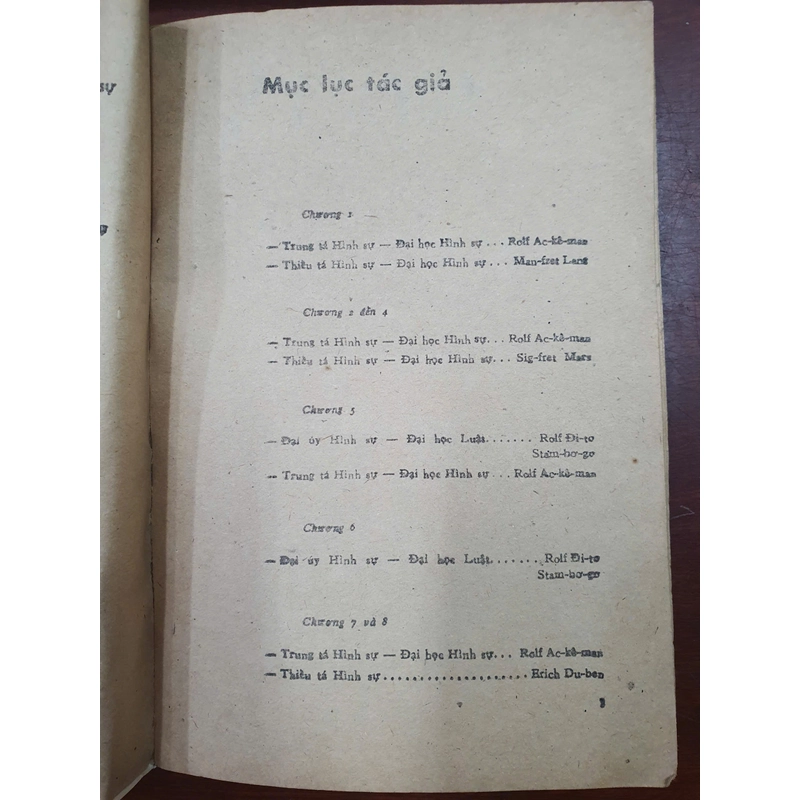 sự
Mục lục tác giả
Chương 1
— Trung tá Hình sự — Đại học Hình sự... Rolf Ac-kê-man
— Thiếu tá Hình sự — Đại học Hình sự ... Man-fret Lang
Chương 2 đến 4
— Trung tá Hình sự — Đại học Hình sự... Rolf Ac-kê-man
— Thiếu tá Hình sự — Đại học Hình sự ... Sig-fret Mars
Chương 5
— Đại úy Hình sự — Đại học Luật....... Rolf Đi-to
Stam-bơ-go
— Trung tá Hình sự — Đại học Hình sự ... Rolf Ac-kê-man
Chương 6
— Đại úy Hình sự — Đại học Luật...... Rolf Đi-to
Stam-bơ-go
Chương 7 và 8
— Trung tá Hình sự — Đại học Hình sự... Rolf Ac-kê-man
— Thiếu tá Hình sự..................... Erich Du-ben